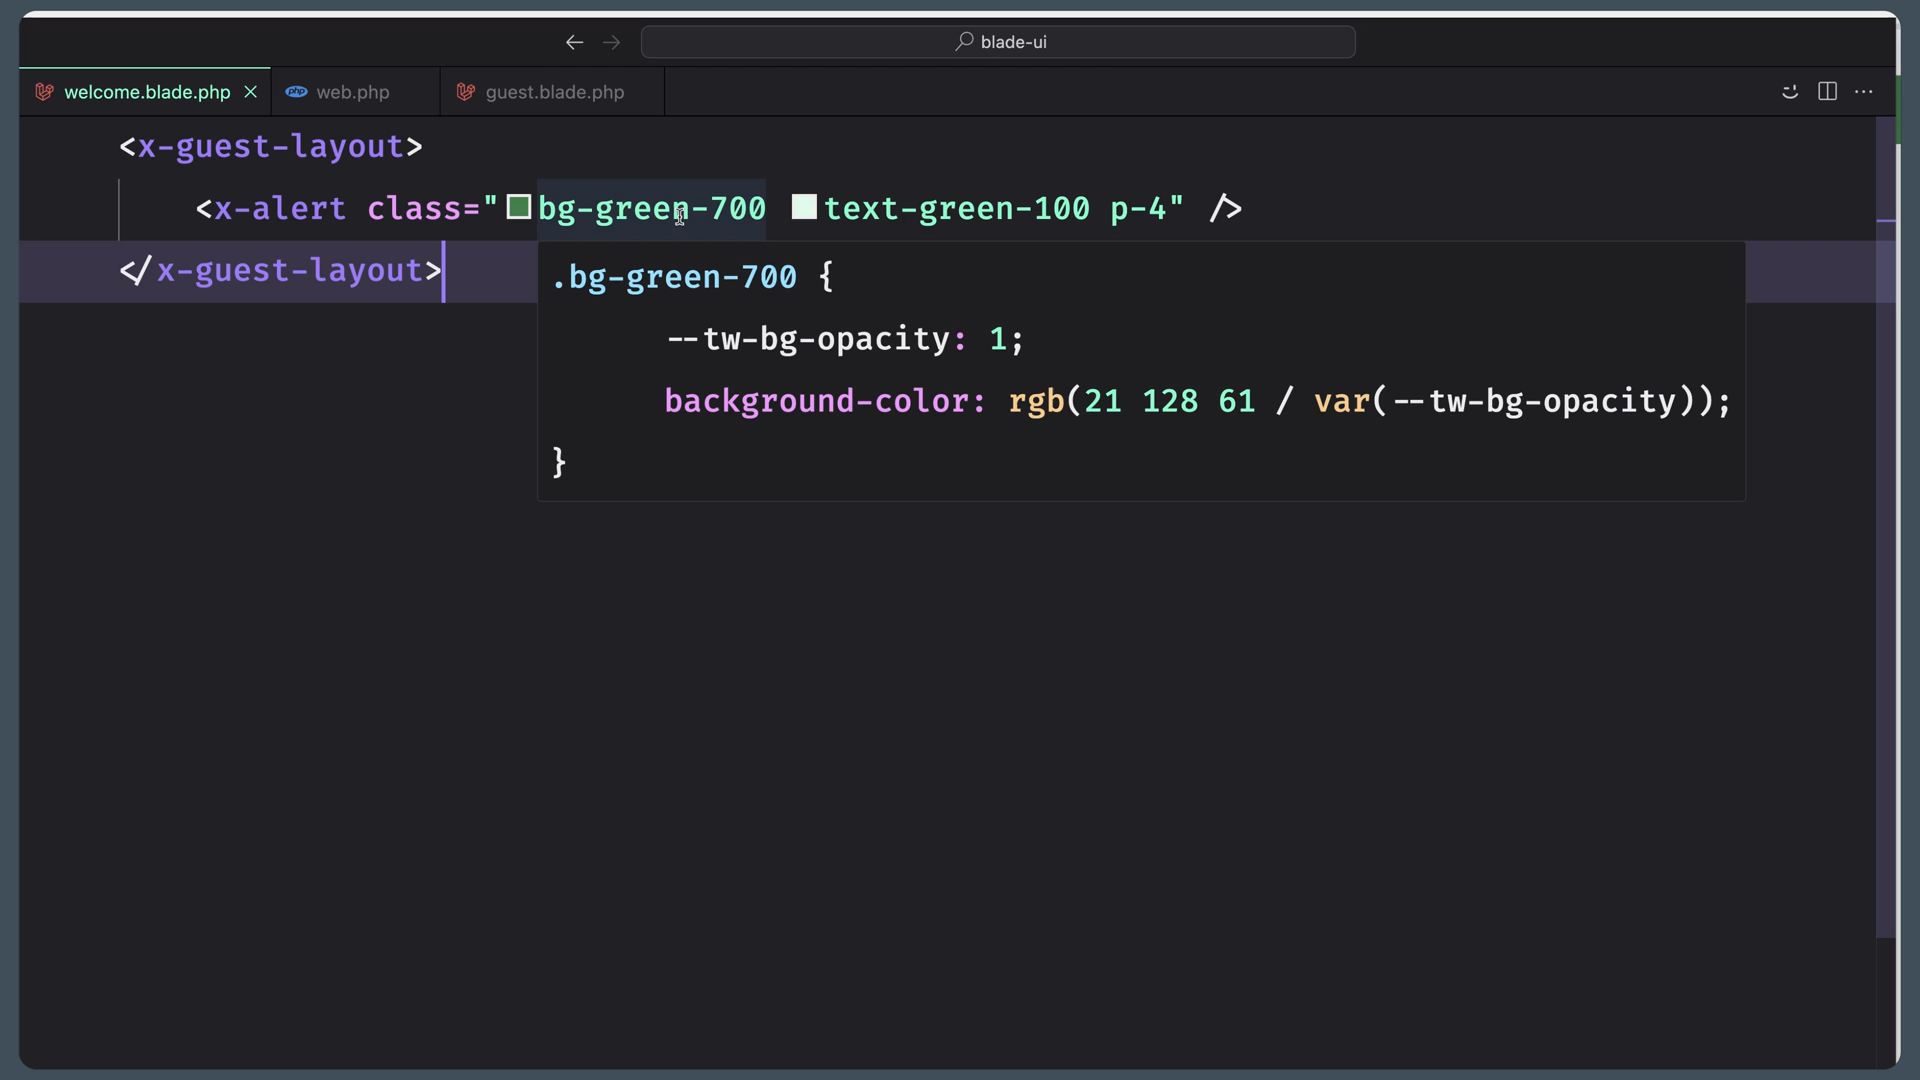 blade-ui
welcome.blade.php
php web.php
guest.blade.php
<x-guest-layout>
<x-alert class="bg-green-700 text-green-100 p-4" />
</x-guest-layout>
.bg-green-700 {
--tw-bg-opacity: 1;
background-color: rgb(21 128 61 / var(--tw-bg-opacity));
}